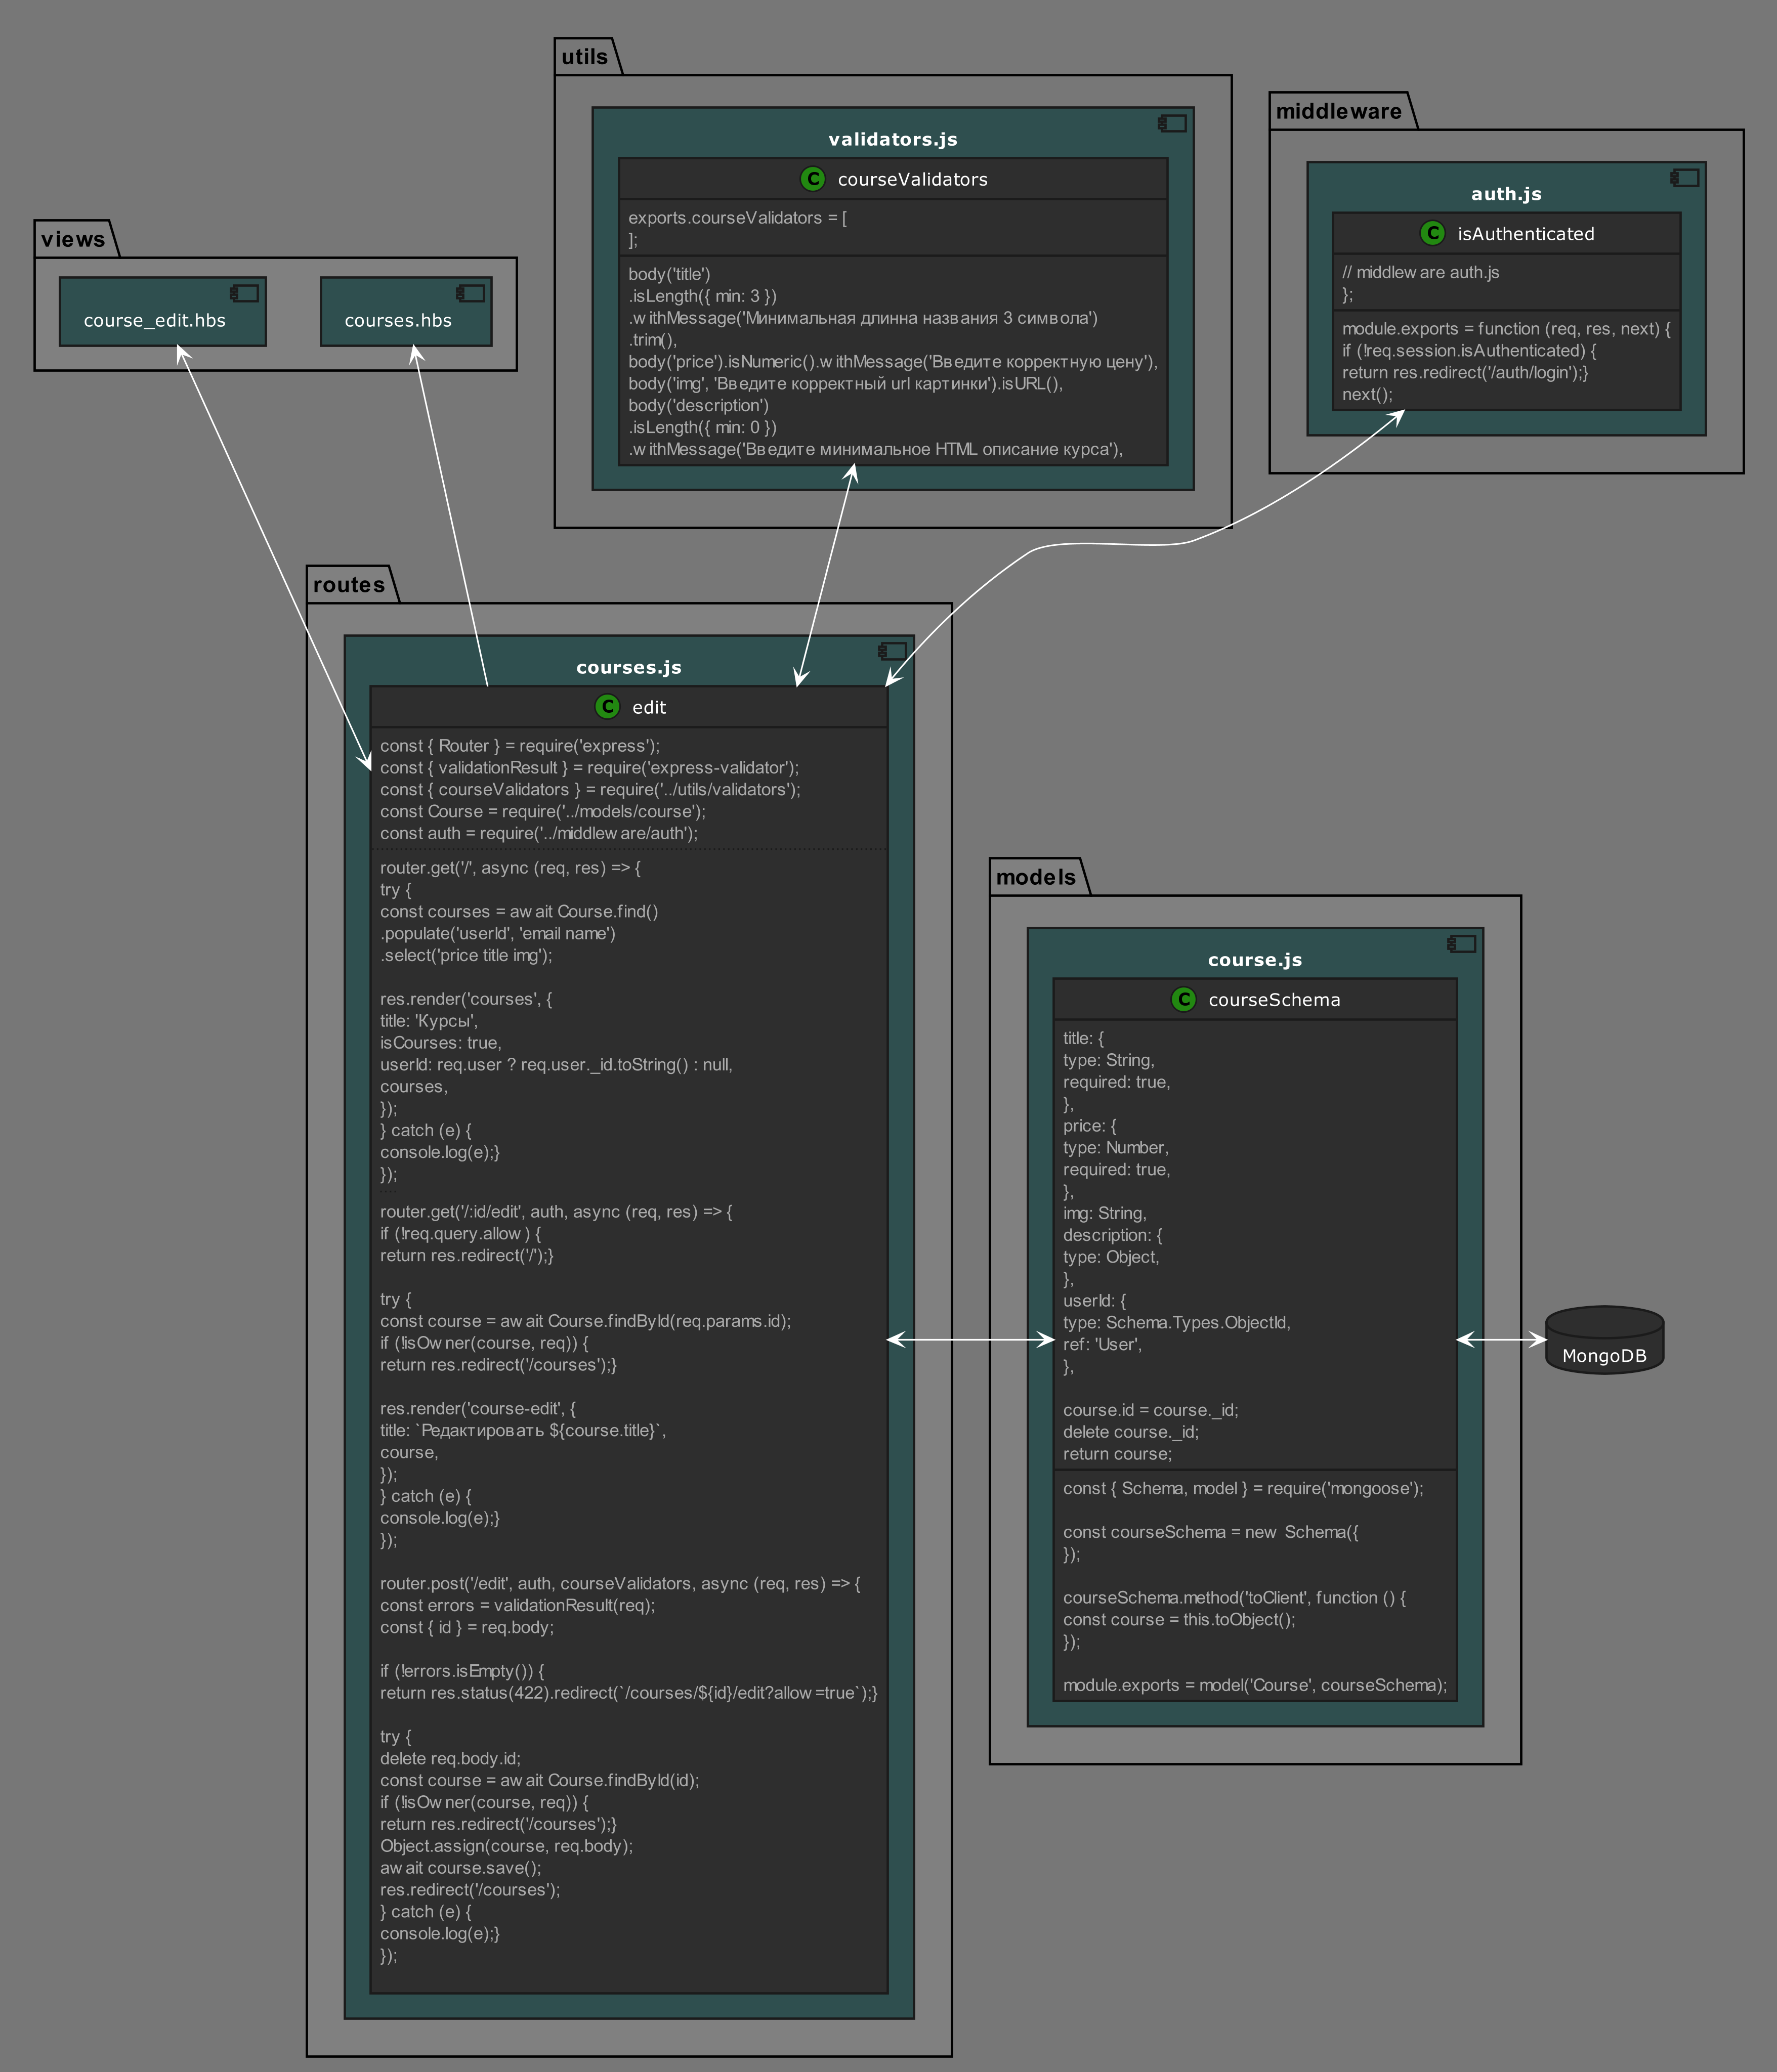 utils
validators.js
C courseValidators
exports.courseValidators = [
];
body('title')
.isLength({ min: 3 })
.withMessage('Минимальная длинна названия 3 символа')
.trim(),
body('price').isNumeric().withMessage('Введите корректную цену'),
body('img', 'Введите корректный url картинки').isURL(),
body('description')
.isLength({ min: 0 })
.withMessage('Введите минимальное HTML описание курса'),
middleware
auth.js
C isAuthenticated
// middleware auth.js
};
module.exports = function (req, res, next) {
if (!req.session.isAuthenticated) {
return res.redirect('/auth/login');}
next();
views
course_edit.hbs
courses.hbs
routes
courses.js
C edit
const { Router } = require('express');
const { validationResult } = require('express-validator');
const { courseValidators } = require('../utils/validators');
const Course = require('../models/course');
const auth = require('../middleware/auth');
router.get('/', async (req, res) => {
try {
const courses = await Course.find()
.populate('userId', 'email name')
.select('price title img');
res.render('courses', {
title: 'Курсы',
isCourses: true,
userId: req.user ? req.user._id.toString() : null,
courses,
});
} catch (e) {
console.log(e);}
});
router.get('/:id/edit', auth, async (req, res) => {
if (!req.query.allow) {
return res.redirect('/');}
try {
const course = await Course.findById(req.params.id);
if (!isOwner(course, req)) {
return res.redirect('/courses');}
res.render('course-edit', {
title: `Редактировать ${course.title}`,
course,
});
} catch (e) {
console.log(e);}
});
router.post('/edit', auth, courseValidators, async (req, res) => {
const errors = validationResult(req);
const { id } = req.body;
if (!errors.isEmpty()) {
return res.status(422).redirect(`/courses/${id}/edit?allow=true`);}
try {
delete req.body.id;
const course = await Course.findById(id);
if (!isOwner(course, req)) {
return res.redirect('/courses');}
Object.assign(course, req.body);
await course.save();
res.redirect('/courses');
} catch (e) {
console.log(e);}
});
models
course.js
C courseSchema
title: {
type: String,
required: true,
},
price: {
type: Number,
required: true,
},
img: String,
description: {
type: Object,
},
userId: {
type: Schema.Types.ObjectId,
ref: 'User',
},
course.id = course._id;
delete course._id;
return course;
const { Schema, model } = require('mongoose');
const courseSchema = new Schema({
});
courseSchema.method('toClient', function () {
const course = this.toObject();
});
module.exports = model('Course', courseSchema);
MongoDB